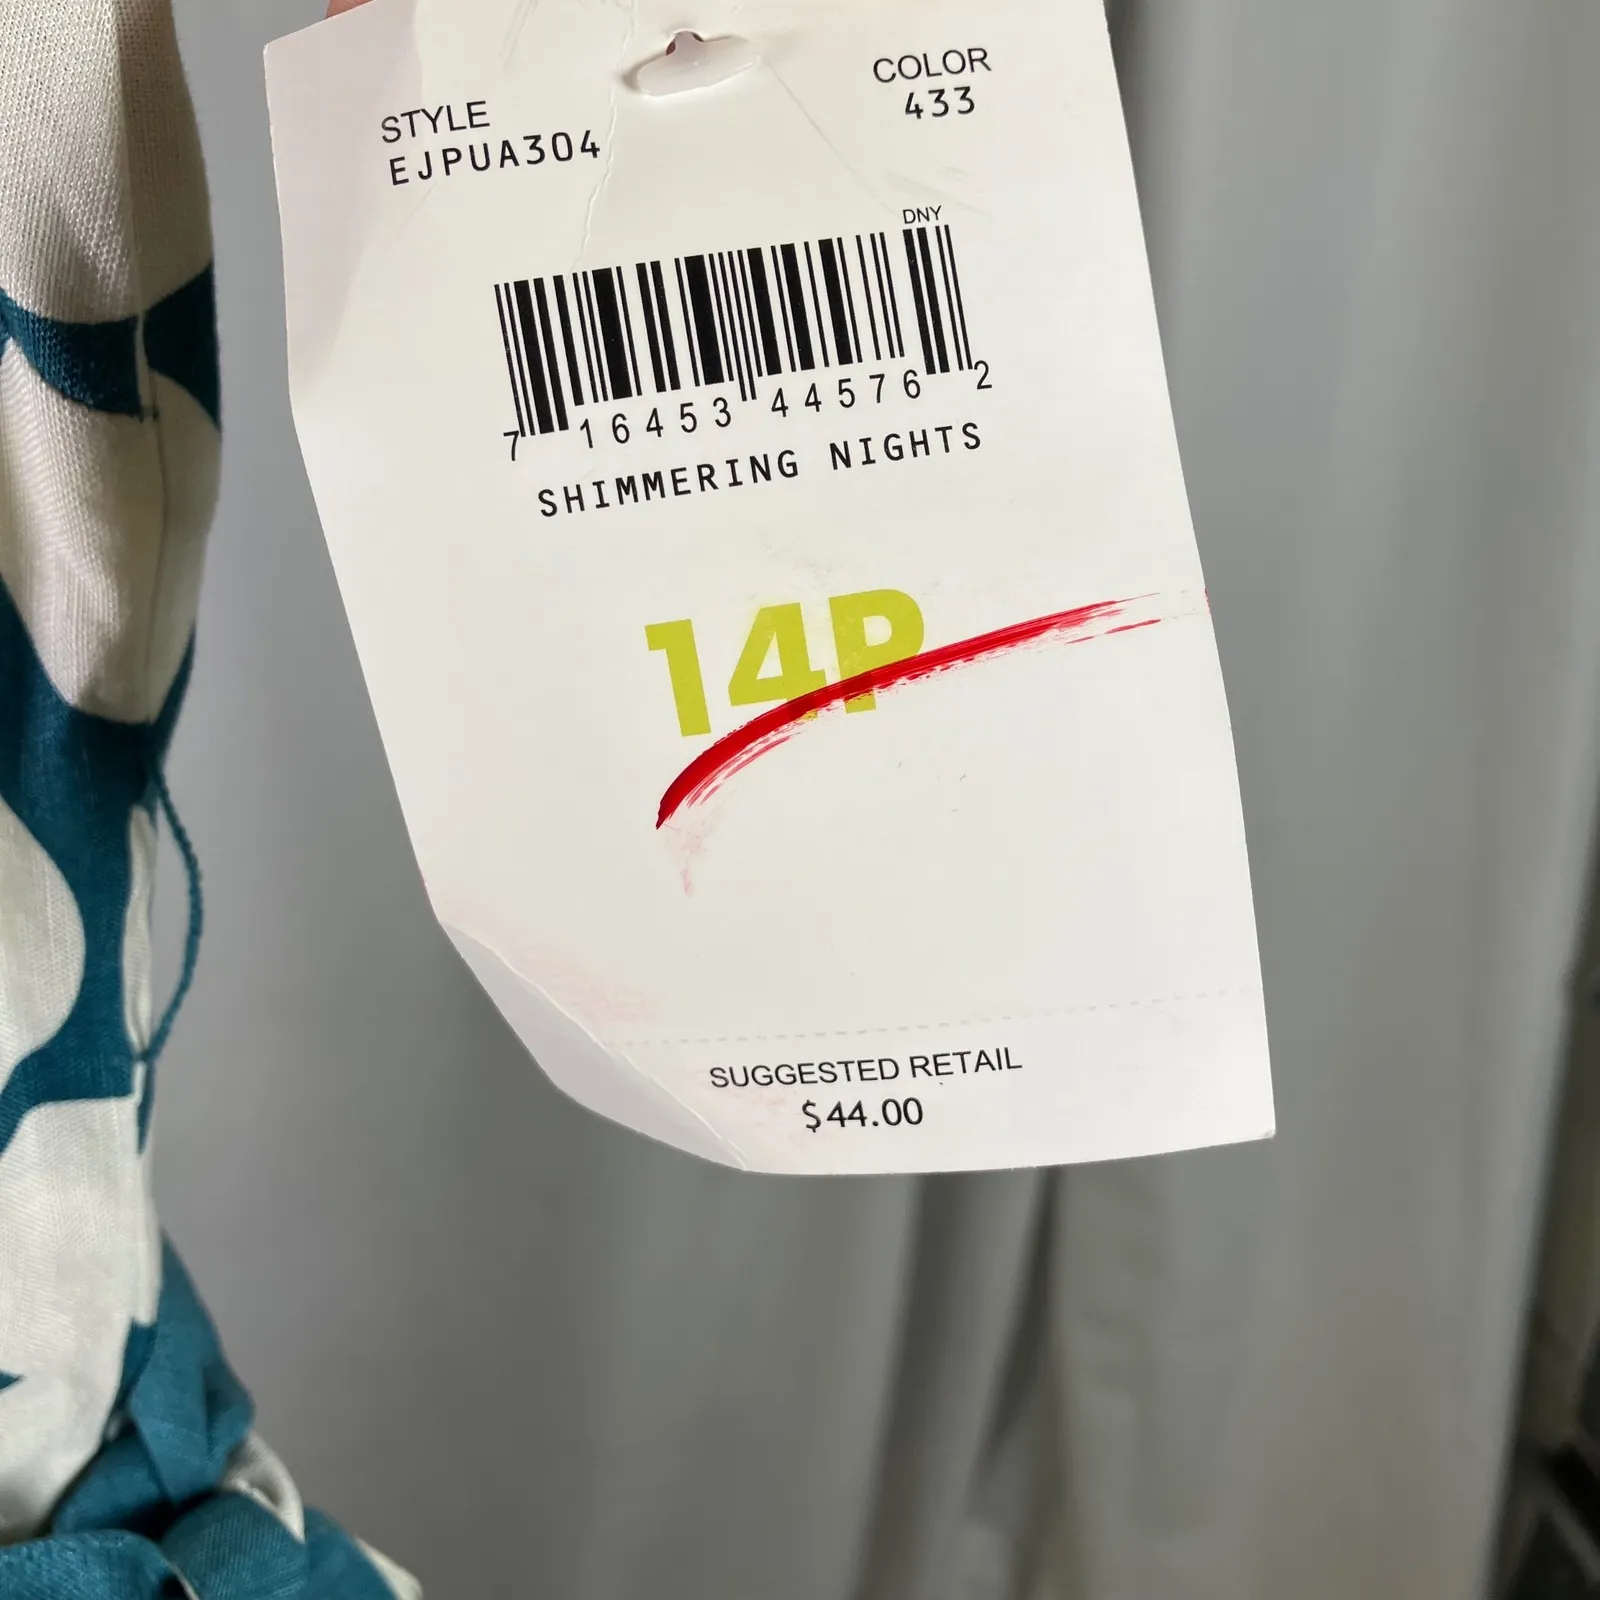 STYLE
EJPUA304
COLOR
433
DNY
7 16453 44576 2
SHIMMERING NIGHTS
14P
SUGGESTED RETAIL
$44.00